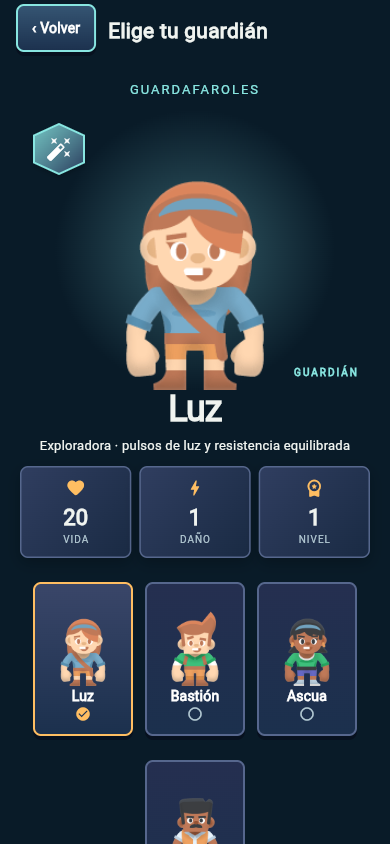 ‹ Volver Elige tu guardián
GUARDAFAROLES
GUARDIÁN
Luz
Exploradora · pulsos de luz y resistencia equilibrada
20 1 1
VIDA DAÑO NIVEL
Luz Bastión Ascua